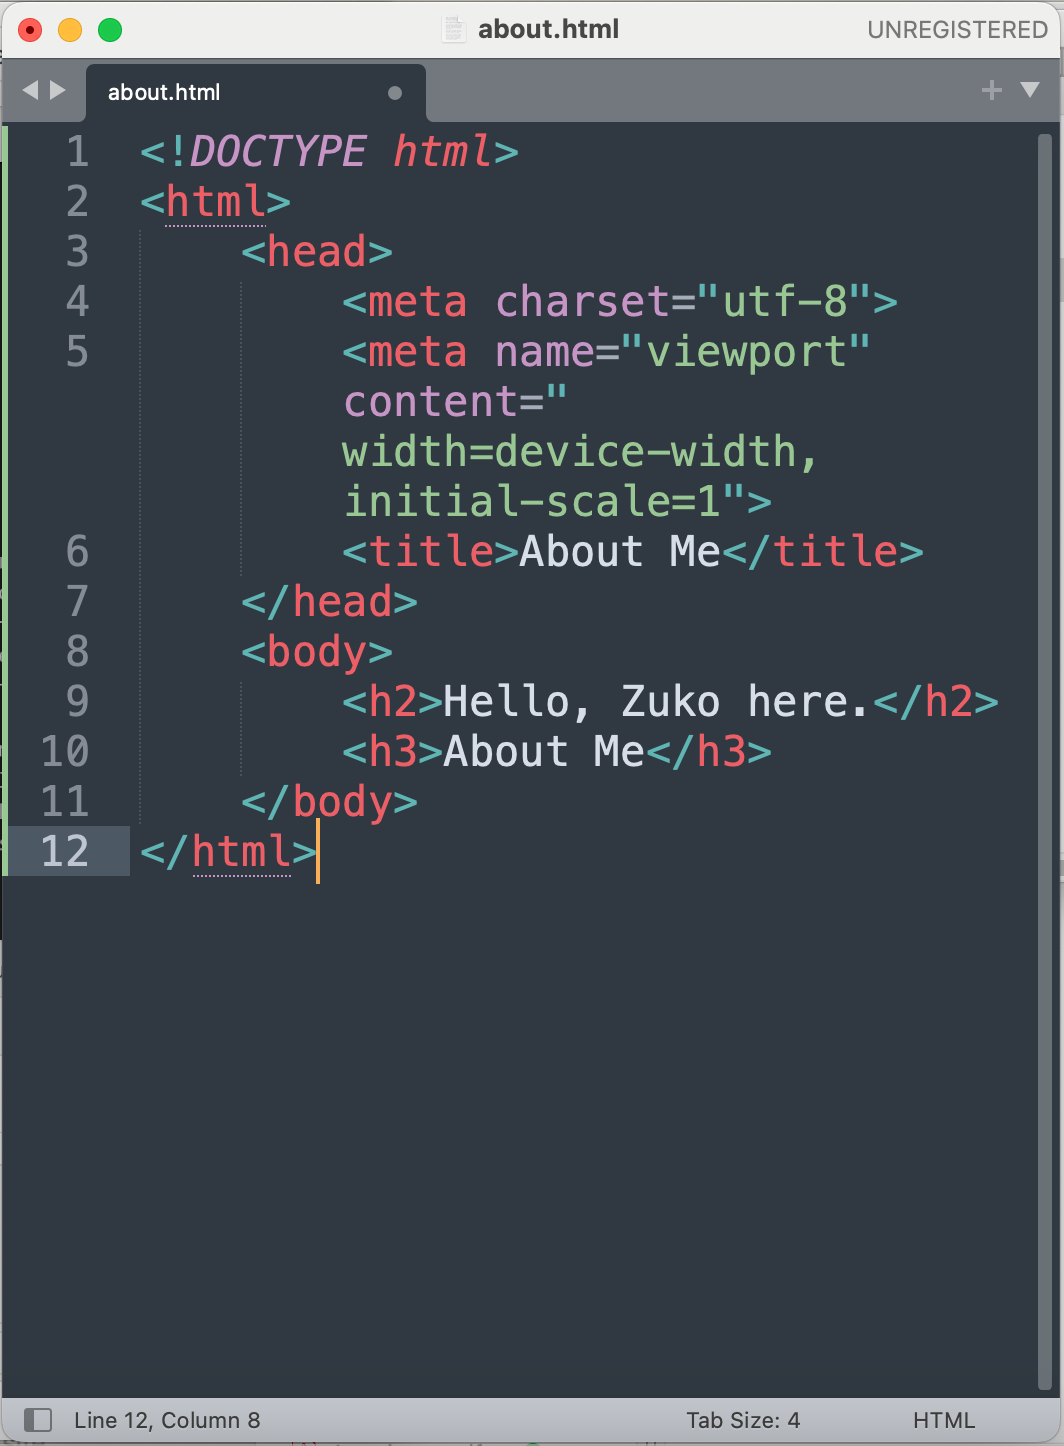 about.html
UNREGISTERED
about.html
1 <!DOCTYPE html>
2 <html>
3 <head>
4 <meta charset="utf-8">
5 <meta name="viewport"
content="
width=device-width,
initial-scale=1">
6 <title>About Me</title>
7 </head>
8 <body>
9 <h2>Hello, Zuko here.</h2>
10 <h3>About Me</h3>
11 </body>
12 </html>
Line 12, Column 8
Tab Size: 4
HTML